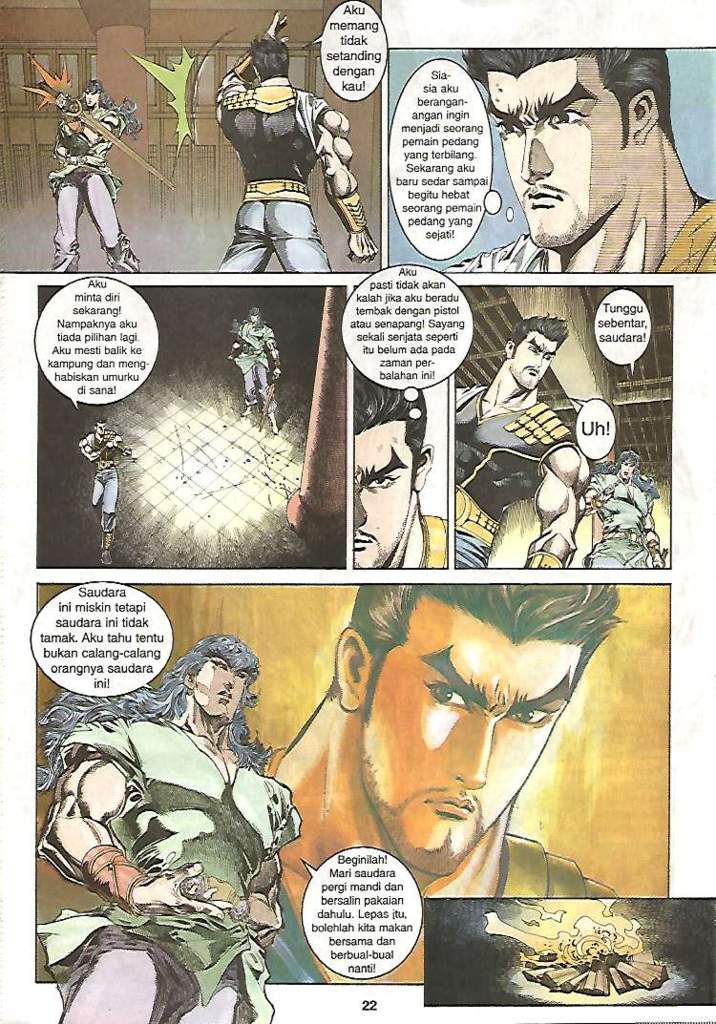 Aku
memang
tidak
setanding
dengan
kau!
Sia-
sia aku
berangan-
angan ingin
menjadi seorang
pemain pedang
yang terbilang.
Sekarang aku
baru sedar sampai
begitu hebat
seorang pemain
pedang yang
sejati!
Aku
minta diri
sekarang!
Nampaknya aku
tiada pilihan lagi.
Aku mesti balik ke
kampung dan meng-
habiskan umurku
di sana!
Aku
pasti tidak akan
kalah jika aku beradu
tembak dengan pistol
atau senapang! Sayang
sekali senjata seperti
itu belum ada pada
zaman per-
balahan ini!
Tunggu
sebentar,
saudara!
Uh!
Saudara
ini miskin tetapi
saudara ini tidak
tamak. Aku tahu tentu
bukan calang-calang
orangnya saudara
ini!
Beginilah!
Mari saudara
pergi mandi dan
bersalin pakaian
dahulu. Lepas itu,
bolehlah kita makan
bersama dan
berbual-bual
nanti!
22